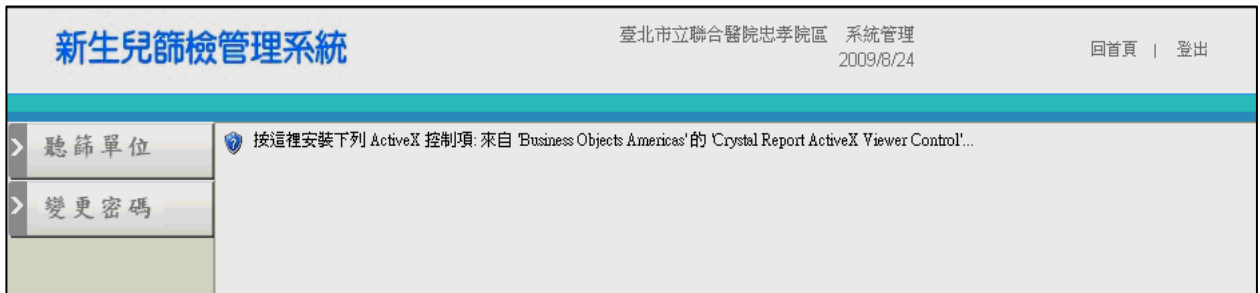 新生兒師檢管理系統
臺北市立聯合醫院忠孝院區 系統管理
2009/8/24
回首頁 | 登出
聽篩單位
變更密碼
按這裡安裝下列 ActiveX 控制項: 來自 'Business Objects Americas' 的 'Crystal Report ActiveX Viewer Control'...